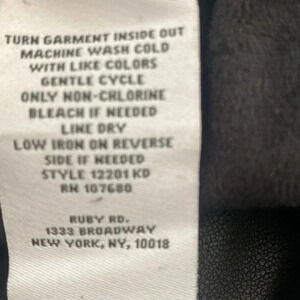 TURN GARMENT INSIDE OUT
MACHINE WASH COLD
WITH LIKE COLORS
GENTLE CYCLE
ONLY NON-CHLORINE
BLEACH IF NEEDED
LINE DRY
LOW IRON ON REVERSE
SIDE IF NEEDED
STYLE 12201KD
RN 107680
RUBY RD.
1333 BROADWAY
NEW YORK, NY, 10018